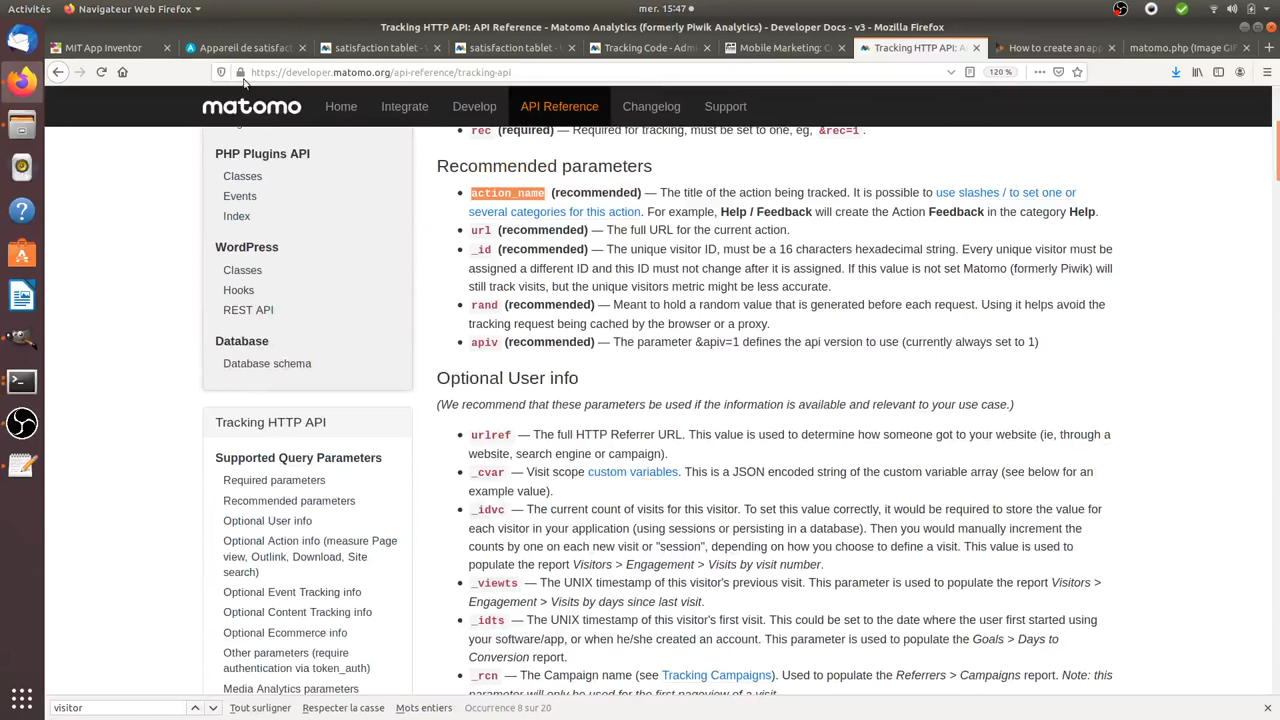 Activités
Navigateur Web Firefox
mer. 15:47
Tracking HTTP API: API Reference - Matomo Analytics (formerly Piwik Analytics) - Developer Docs - v3 - Mozilla Firefox
MIT App Inventor
Appareil de satisfact
satisfaction tablet - W
satisfaction tablet - W
Tracking Code - Admi
Mobile Marketing: Cr
Tracking HTTP API: A
How to create an app
matomo.php (Image GIF
https://developer.matomo.org/api-reference/tracking-api
120 %
matomo
Home
Integrate
Develop
API Reference
Changelog
Support
PHP Plugins API
Classes
Events
Index
WordPress
Classes
Hooks
REST API
Database
Database schema
Tracking HTTP API
Supported Query Parameters
Required parameters
Recommended parameters
Optional User info
Optional Action info (measure Page
view, Outlink, Download, Site
search)
Optional Event Tracking info
Optional Content Tracking info
Optional Ecommerce info
Other parameters (require
authentication via token_auth)
Media Analytics parameters
rec (required) — Required for tracking, must be set to one, eg, &rec=1.
Recommended parameters
action_name (recommended) — The title of the action being tracked. It is possible to use slashes / to set one or
several categories for this action. For example, Help / Feedback will create the Action Feedback in the category Help.
url (recommended) — The full URL for the current action.
_id (recommended) — The unique visitor ID, must be a 16 characters hexadecimal string. Every unique visitor must be
assigned a different ID and this ID must not change after it is assigned. If this value is not set Matomo (formerly Piwik) will
still track visits, but the unique visitors metric might be less accurate.
rand (recommended) — Meant to hold a random value that is generated before each request. Using it helps avoid the
tracking request being cached by the browser or a proxy.
apiv (recommended) — The parameter &apiv=1 defines the api version to use (currently always set to 1)
Optional User info
(We recommend that these parameters be used if the information is available and relevant to your use case.)
urlref — The full HTTP Referrer URL. This value is used to determine how someone got to your website (ie, through a
website, search engine or campaign).
_cvar — Visit scope custom variables. This is a JSON encoded string of the custom variable array (see below for an
example value).
_idvc — The current count of visits for this visitor. To set this value correctly, it would be required to store the value for
each visitor in your application (using sessions or persisting in a database). Then you would manually increment the
counts by one on each new visit or "session", depending on how you choose to define a visit. This value is used to
populate the report Visitors > Engagement > Visits by visit number.
_viewts — The UNIX timestamp of this visitor's previous visit. This parameter is used to populate the report Visitors >
Engagement > Visits by days since last visit.
_idts — The UNIX timestamp of this visitor's first visit. This could be set to the date where the user first started using
your software/app, or when he/she created an account. This parameter is used to populate the Goals > Days to
Conversion report.
_rcn — The Campaign name (see Tracking Campaigns). Used to populate the Referrers > Campaigns report. Note: this
parameter will only be used for the first pageview of a visit.
visitor
Tout surligner
Respecter la casse
Mots entiers
Occurrence 8 sur 20